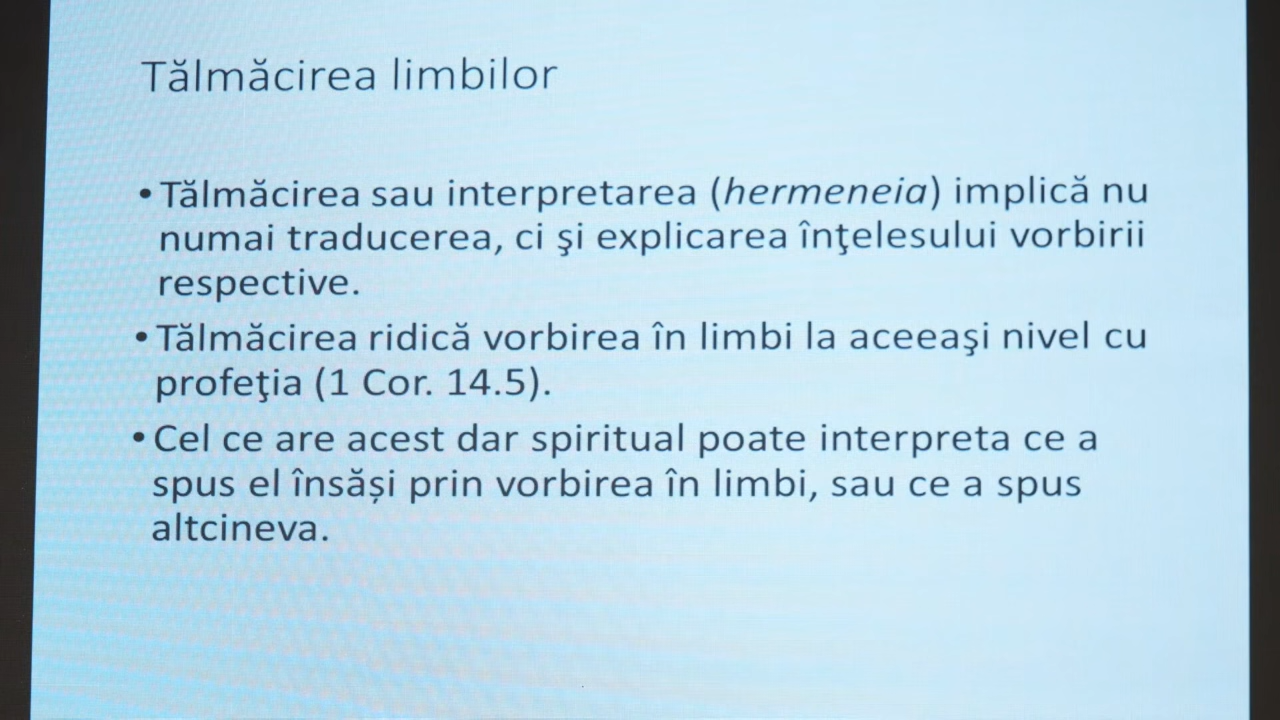 Tălmăcirea limbilor
• Tălmăcirea sau interpretarea (hermeneia) implică nu
numai traducerea, ci şi explicarea înţelesului vorbirii
respective.
• Tălmăcirea ridică vorbirea în limbi la aceeaşi nivel cu
profeţia (1 Cor. 14.5).
• Cel ce are acest dar spiritual poate interpreta ce a
spus el însăși prin vorbirea în limbi, sau ce a spus
altcineva.